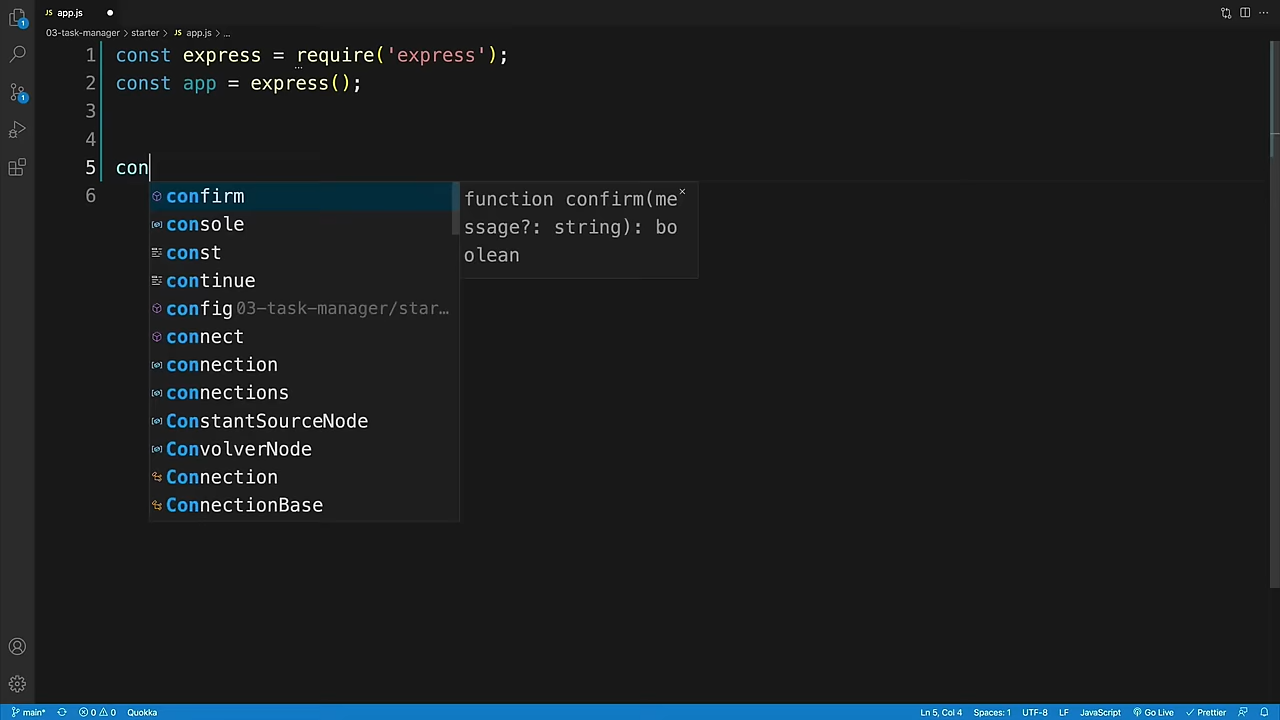 JS app.js
03-task-manager > starter > JS app.js > ...
1 const express = require('express');
2 const app = express();
3
4
5 con
6
confirm
console
const
continue
config 03-task-manager/star...
connect
connection
connections
ConstantSourceNode
ConvolverNode
Connection
ConnectionBase
function confirm(me
ssage?: string): bo
olean
1
1
main* 0 0 Quokka Ln 5, Col 4 Spaces: 1 UTF-8 LF JavaScript Go Live Prettier